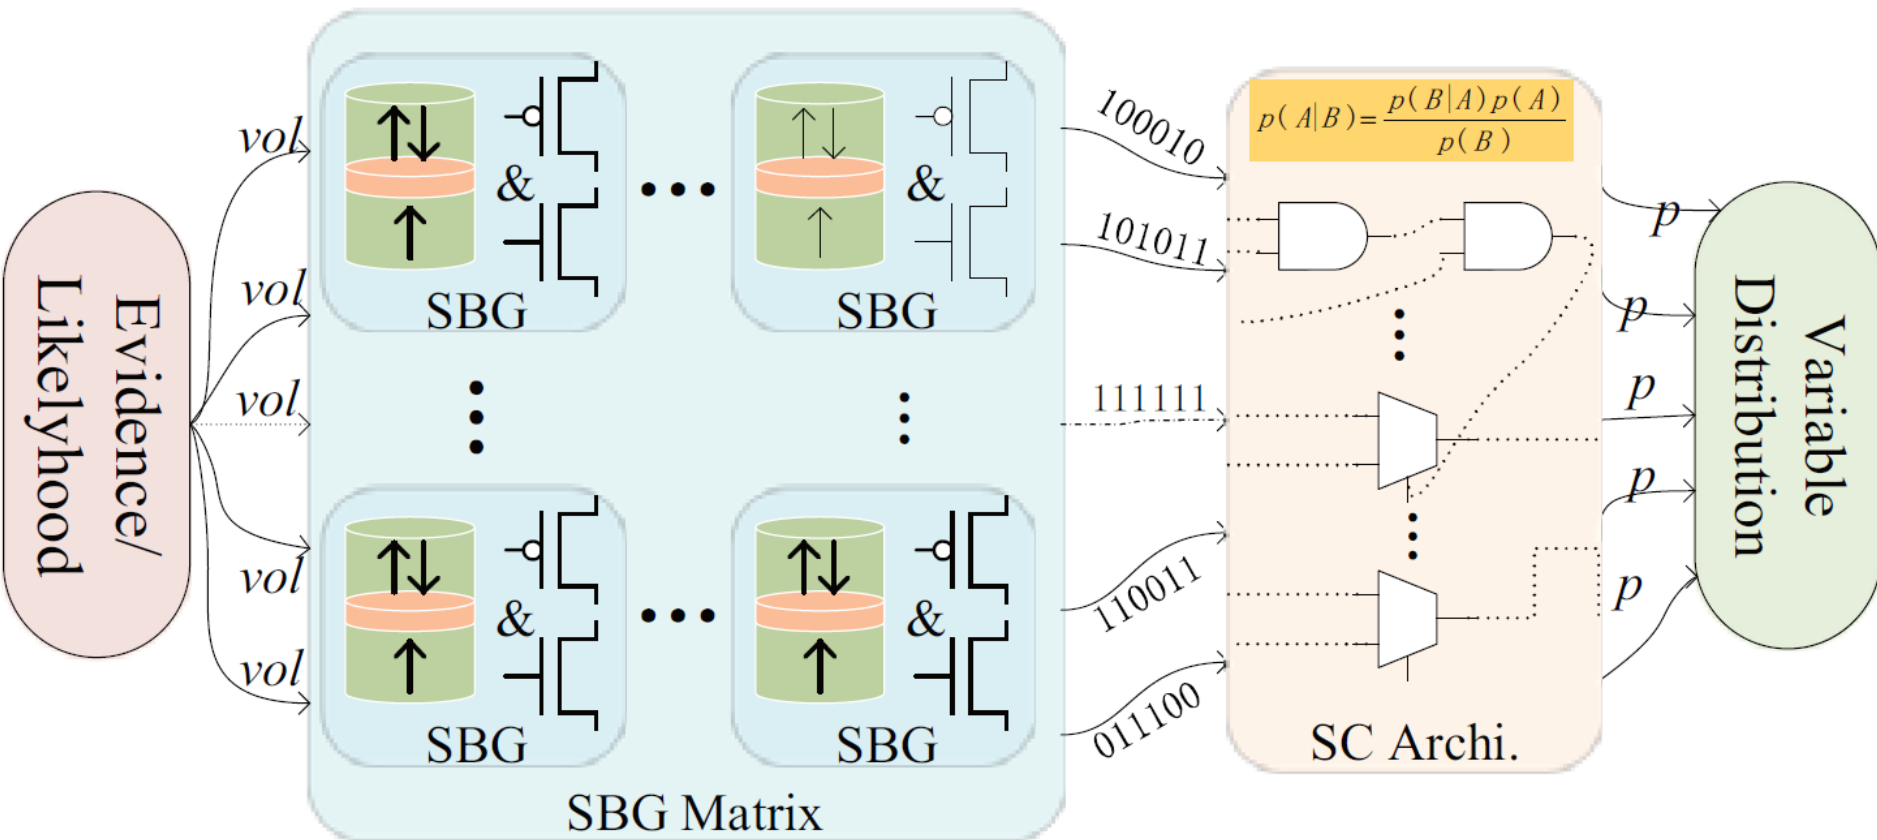 Evidence/
Likelyhood
vol
vol
vol
vol
vol
&
SBG
&
SBG
&
SBG
&
SBG
SBG Matrix
100010
101011
111111
110011
011100
p(A|B)=p(B|A)p(A)/p(B)
SC Archi.
p
p
p
p
p
Variable
Distribution